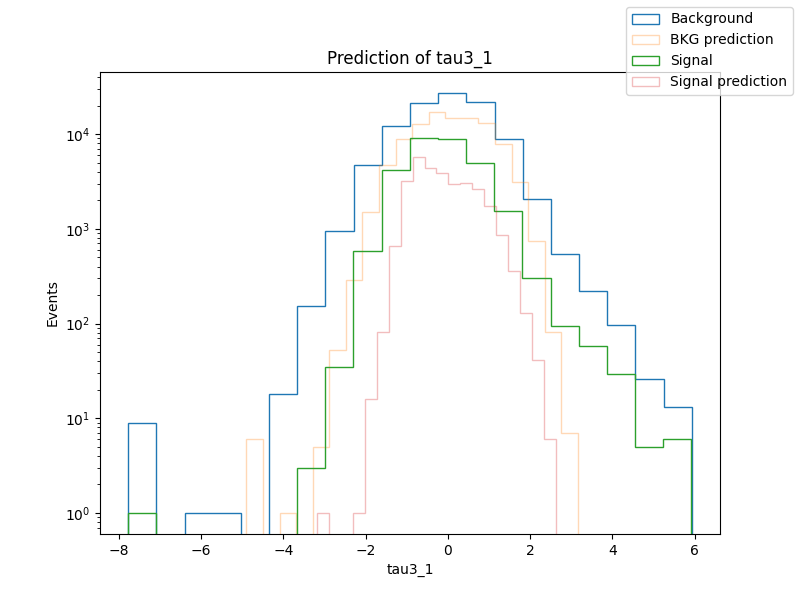 Prediction of tau3_1
Background
BKG prediction
Signal
Signal prediction
Events
10⁴
10³
10²
10¹
10⁰
−8 −6 −4 −2 0 2 4 6
tau3_1